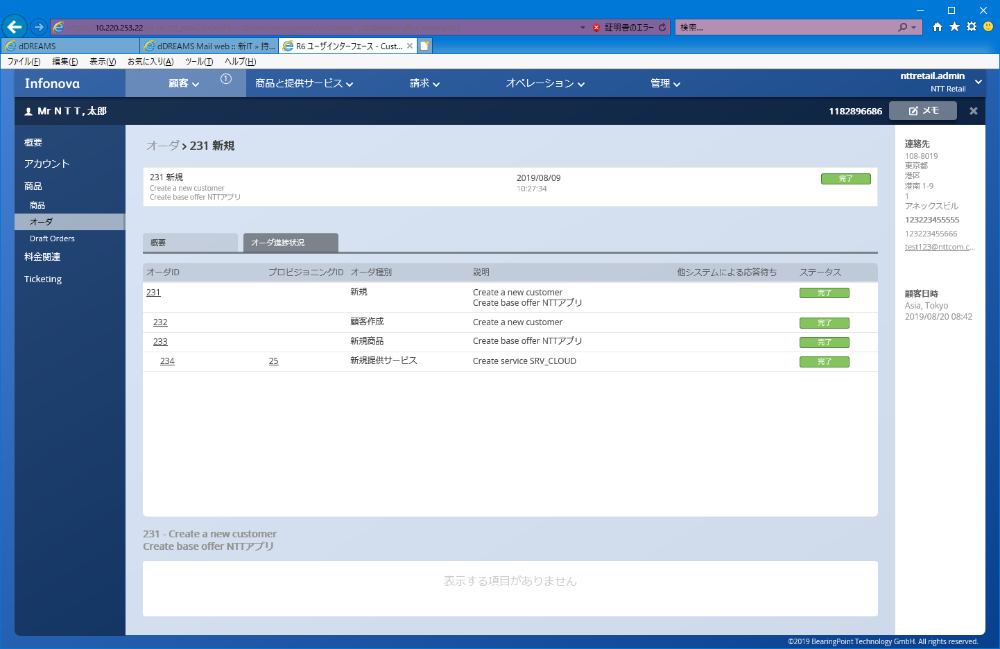 10.220.253.22
証明書のエラー
検索...
dDREAMS
dDREAMS Mail web :: 新IT » 持...
R6 ユーザインターフェース - Cust...
ファイル(F) 編集(E) 表示(V) お気に入り(A) ツール(T) ヘルプ(H)
Infonova
顧客
1
商品と提供サービス
請求
オペレーション
管理
nttretail.admin
NTT Retail
Mr N T T , 太郎
1182896686
メモ
概要
アカウント
商品
商品
オーダ
Draft Orders
料金関連
Ticketing
オーダ > 231 新規
231 新規
Create a new customer
Create base offer NTTアプリ
2019/08/09
10:27:34
完了
概要
オーダ進捗状況
オーダID プロビジョニングID オーダ種別 説明 他システムによる応答待ち ステータス
231 新規 Create a new customer 完了
Create base offer NTTアプリ
232 顧客作成 Create a new customer 完了
233 新規商品 Create base offer NTTアプリ 完了
234 25 新規提供サービス Create service SRV_CLOUD 完了
231 - Create a new customer
Create base offer NTTアプリ
表示する項目がありません
連絡先
108-8019
東京都
港区
港南 1-9
1
アネックスビル
123223455555
123223455666
test123@nttcom.c...
顧客日時
Asia, Tokyo
2019/08/20 08:42
©2019 BearingPoint Technology GmbH. All rights reserved.